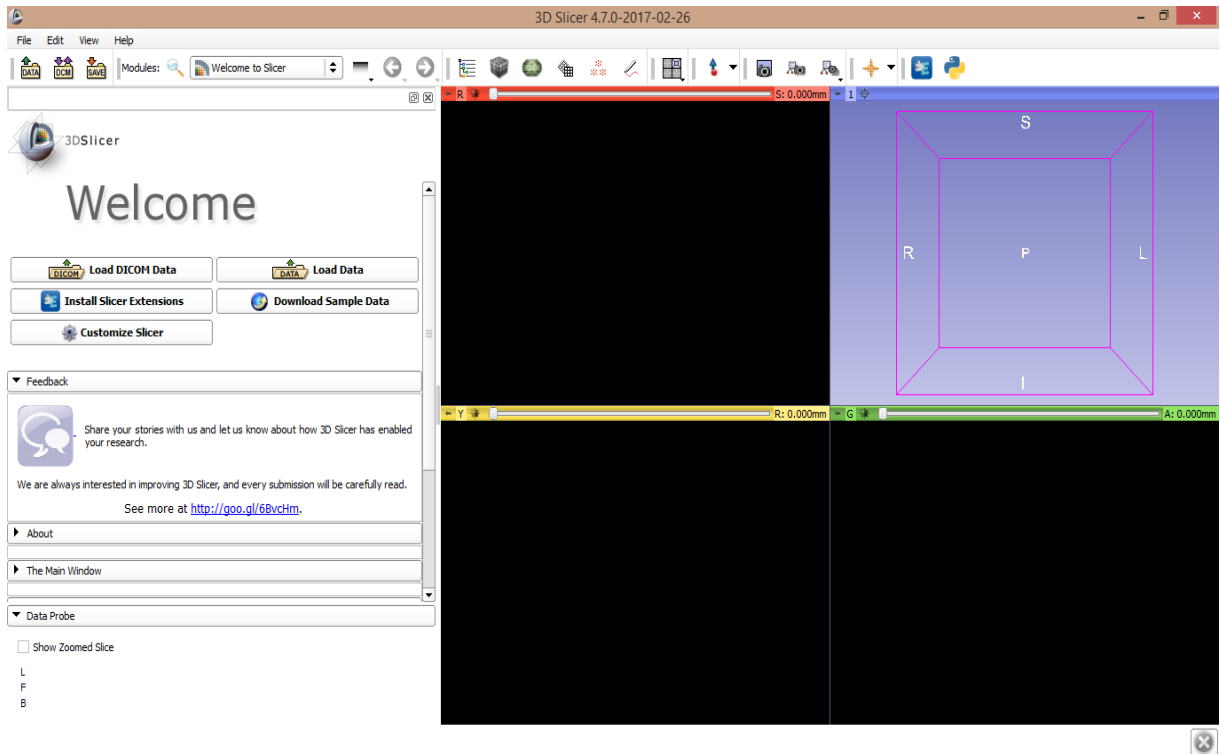 3D Slicer 4.7.0-2017-02-26
File Edit View Help
DATA DCM SAVE Modules: Welcome to Slicer
R S: 0.000mm 1
3DSlicer
Welcome
DICOM Load DICOM Data DATA Load Data
Install Slicer Extensions Download Sample Data
Customize Slicer
Feedback
Share your stories with us and let us know about how 3D Slicer has enabled
your research.
We are always interested in improving 3D Slicer, and every submission will be carefully read.
See more at http://goo.gl/6BvcHm.
About
The Main Window
Data Probe
Show Zoomed Slice
L
F
B
S
R P L
I
Y R: 0.000mm G A: 0.000mm